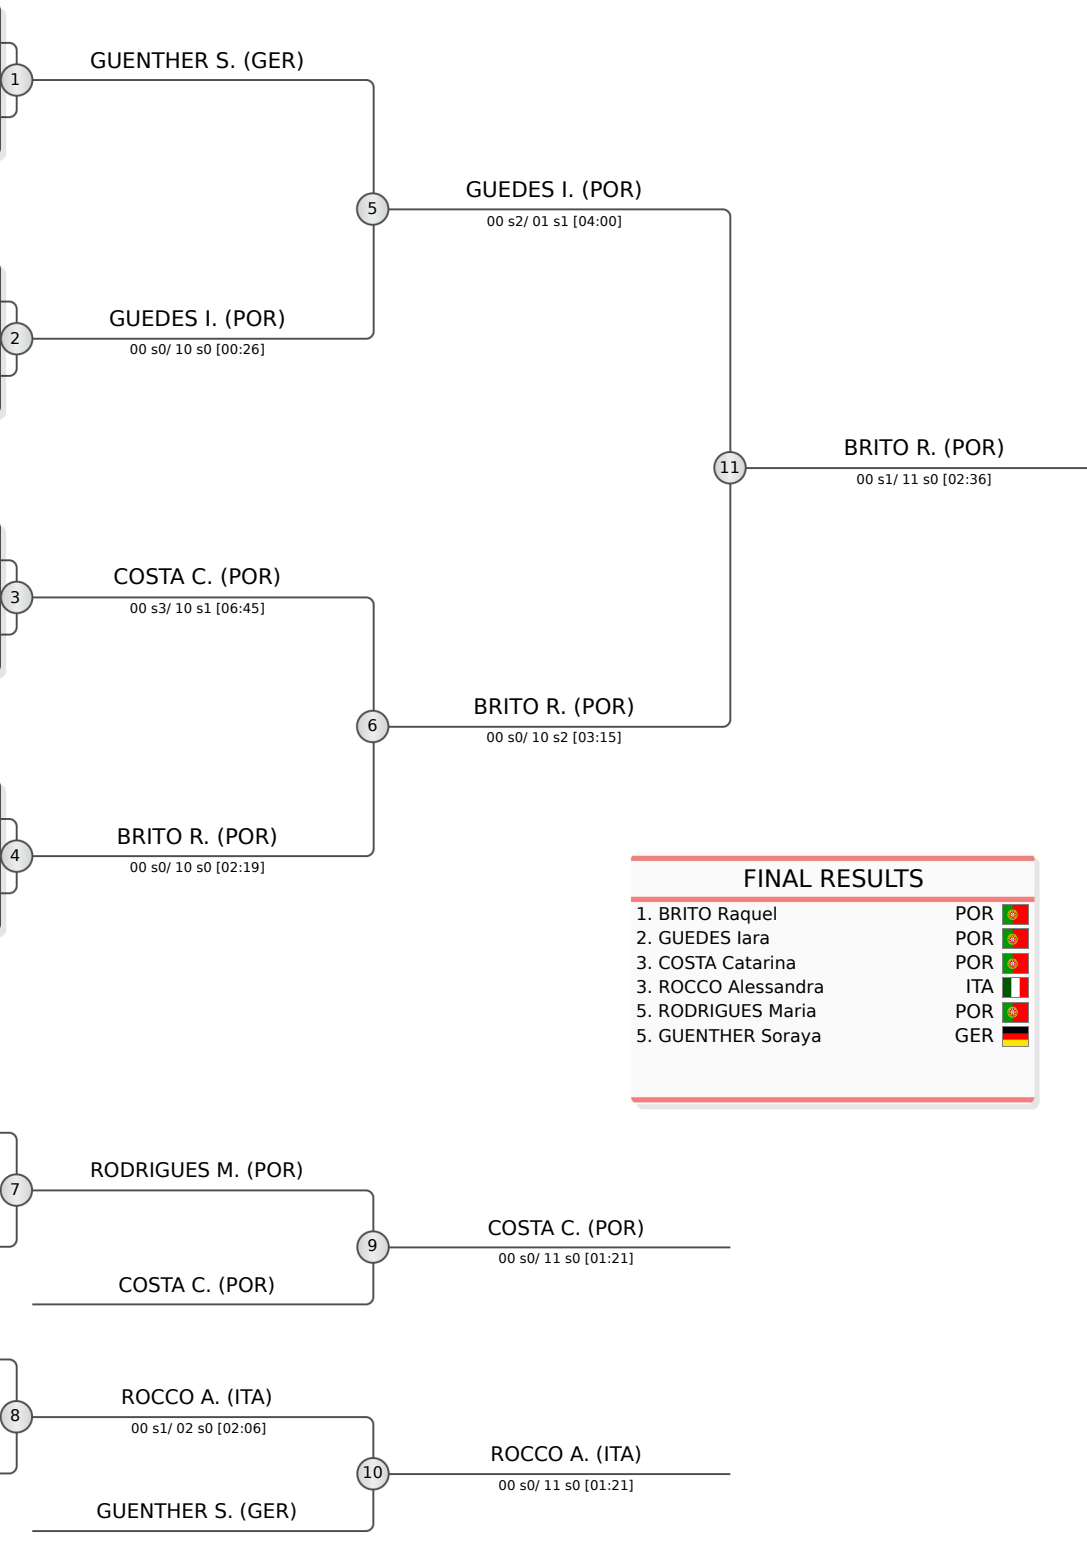 GUENTHER S. (GER)
1
GUEDES I. (POR)
5
00 s2/ 01 s1 [04:00]
GUEDES I. (POR)
2
00 s0/ 10 s0 [00:26]
BRITO R. (POR)
11
00 s1/ 11 s0 [02:36]
COSTA C. (POR)
3
00 s3/ 10 s1 [06:45]
BRITO R. (POR)
6
00 s0/ 10 s2 [03:15]
BRITO R. (POR)
4
00 s0/ 10 s0 [02:19]
FINAL RESULTS
1. BRITO Raquel POR
2. GUEDES Iara POR
3. COSTA Catarina POR
3. ROCCO Alessandra ITA
5. RODRIGUES Maria POR
5. GUENTHER Soraya GER
RODRIGUES M. (POR)
7
COSTA C. (POR)
9
00 s0/ 11 s0 [01:21]
COSTA C. (POR)
ROCCO A. (ITA)
8
00 s1/ 02 s0 [02:06]
ROCCO A. (ITA)
10
00 s0/ 11 s0 [01:21]
GUENTHER S. (GER)